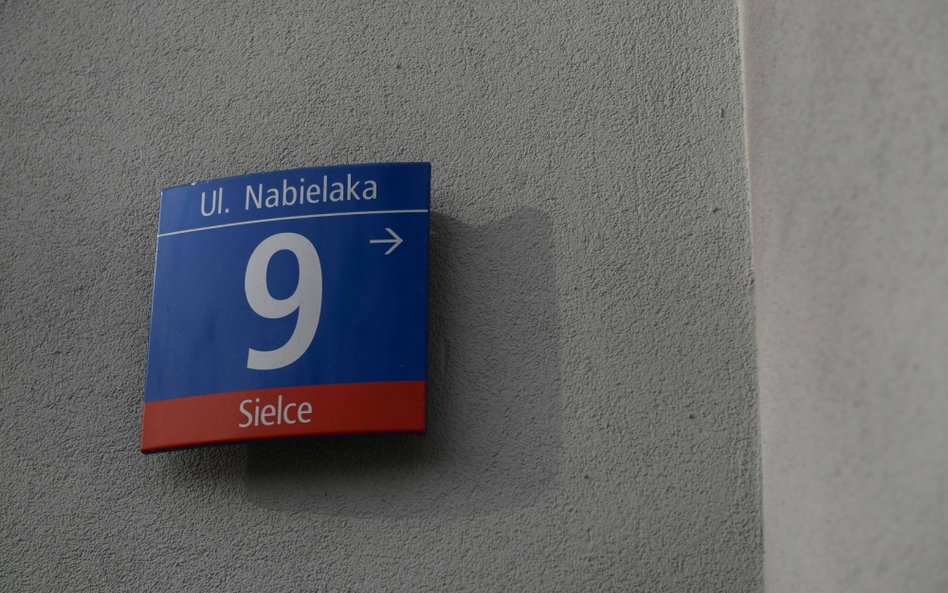 Ul. Nabielaka
9 →
Sielce